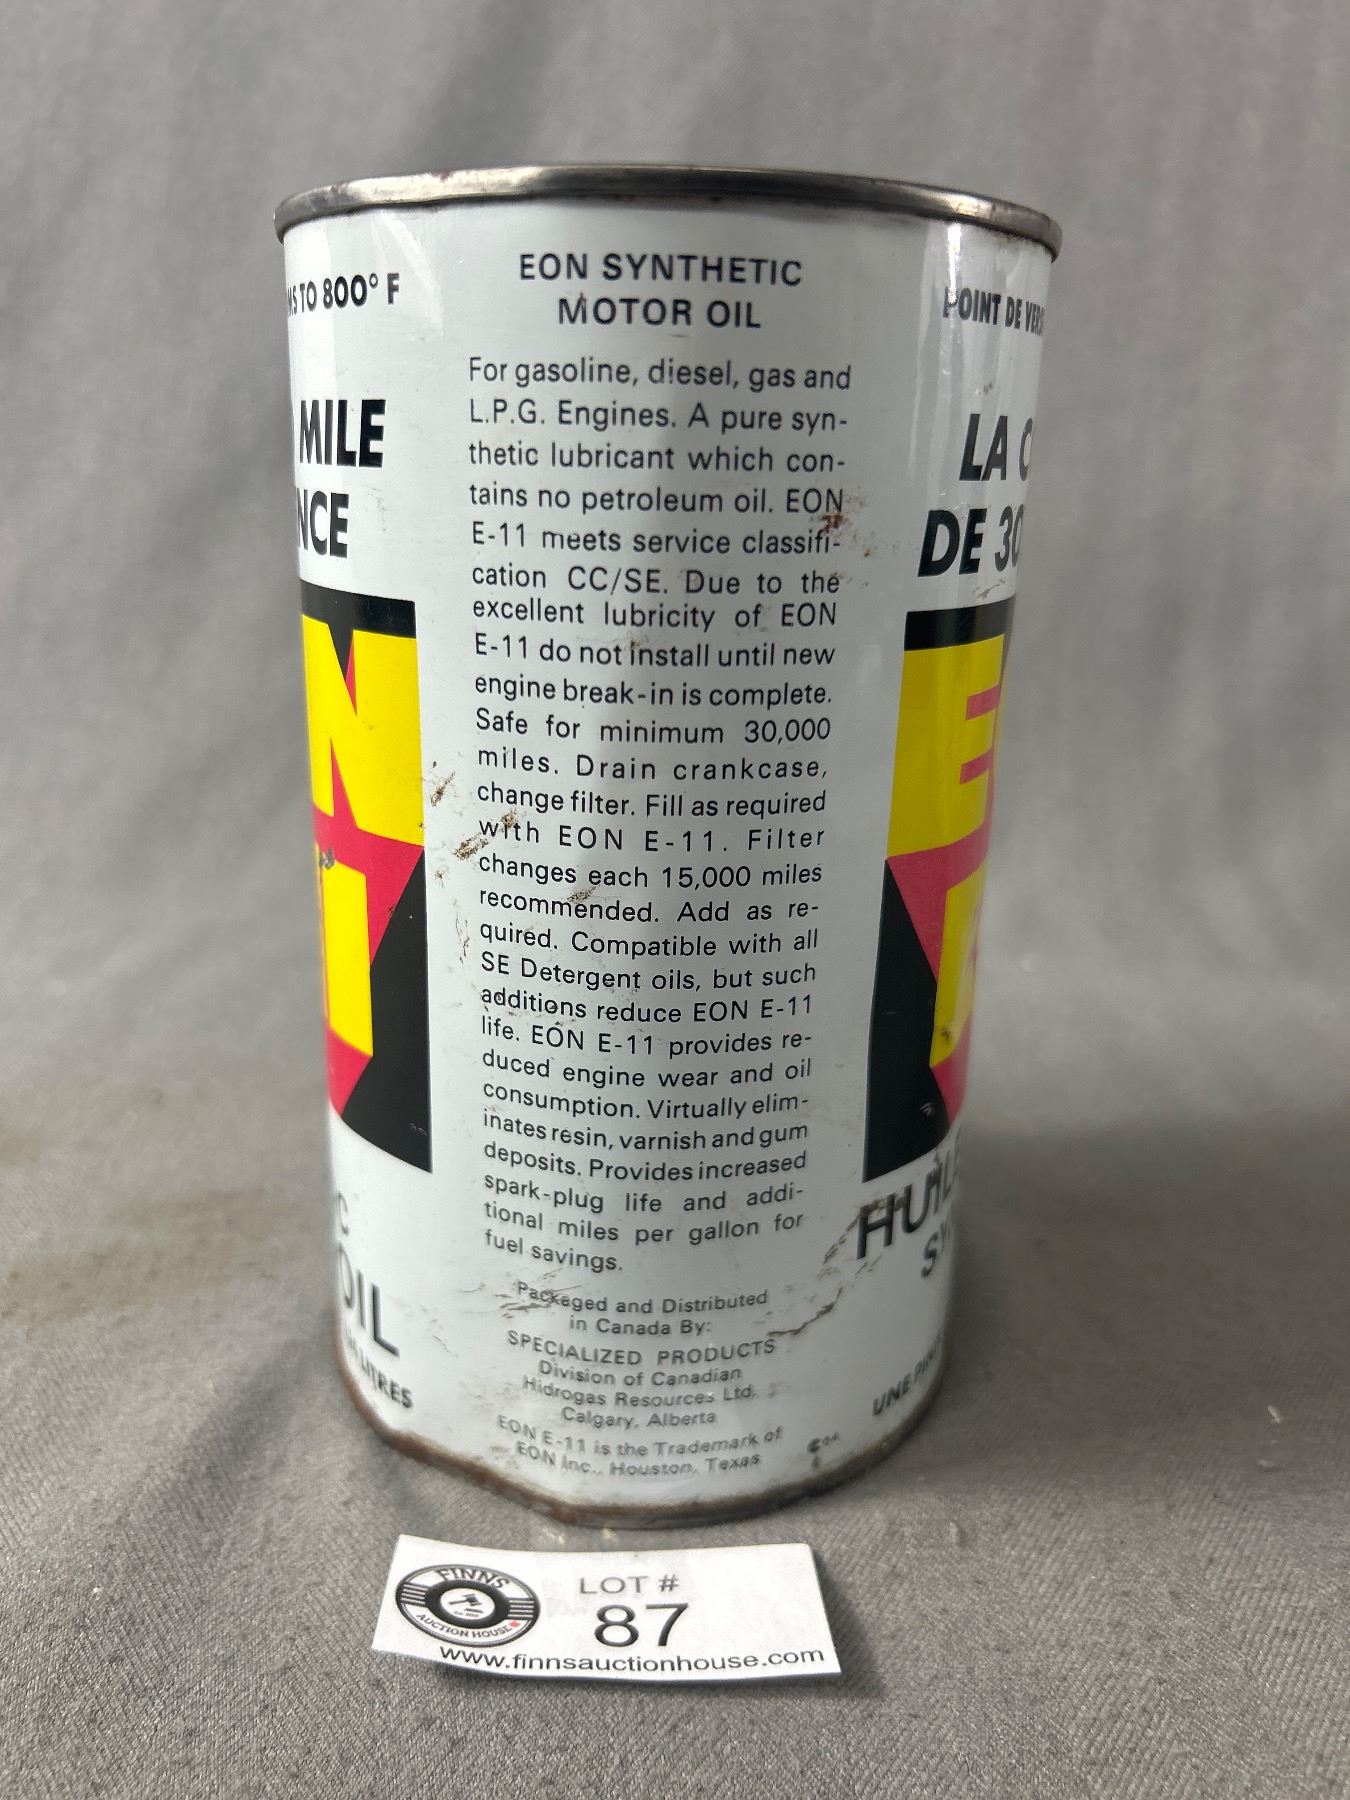 TO 800° F
MILE
OIL
EON SYNTHETIC
MOTOR OIL
For gasoline, diesel, gas and
L.P.G. Engines. A pure syn-
thetic lubricant which con-
tains no petroleum oil. EON
E-11 meets service classifi-
cation CC/SE. Due to the
excellent lubricity of EON
E-11 do not install until new
engine break-in is complete.
Safe for minimum 30,000
miles. Drain crankcase,
change filter. Fill as required
with EON E-11. Filter
changes each 15,000 miles
recommended. Add as re-
quired. Compatible with all
SE Detergent oils, but such
additions reduce EON E-11
life. EON E-11 provides re-
duced engine wear and oil
consumption. Virtually elim-
inates resin, varnish and gum
deposits. Provides increased
spark-plug life and addi-
tional miles per gallon for
fuel savings.
Packaged and Distributed
in Canada By:
SPECIALIZED PRODUCTS
Division of Canadian
Hidrogas Resources Ltd.
Calgary, Alberta
EON E-11 is the Trademark of
EON Inc., Houston, Texas
POINT DE
LA
DE 30
HUILE
UNE
FINNS
AUCTION HOUSE
LOT #
87
www.finnsauctionhouse.com